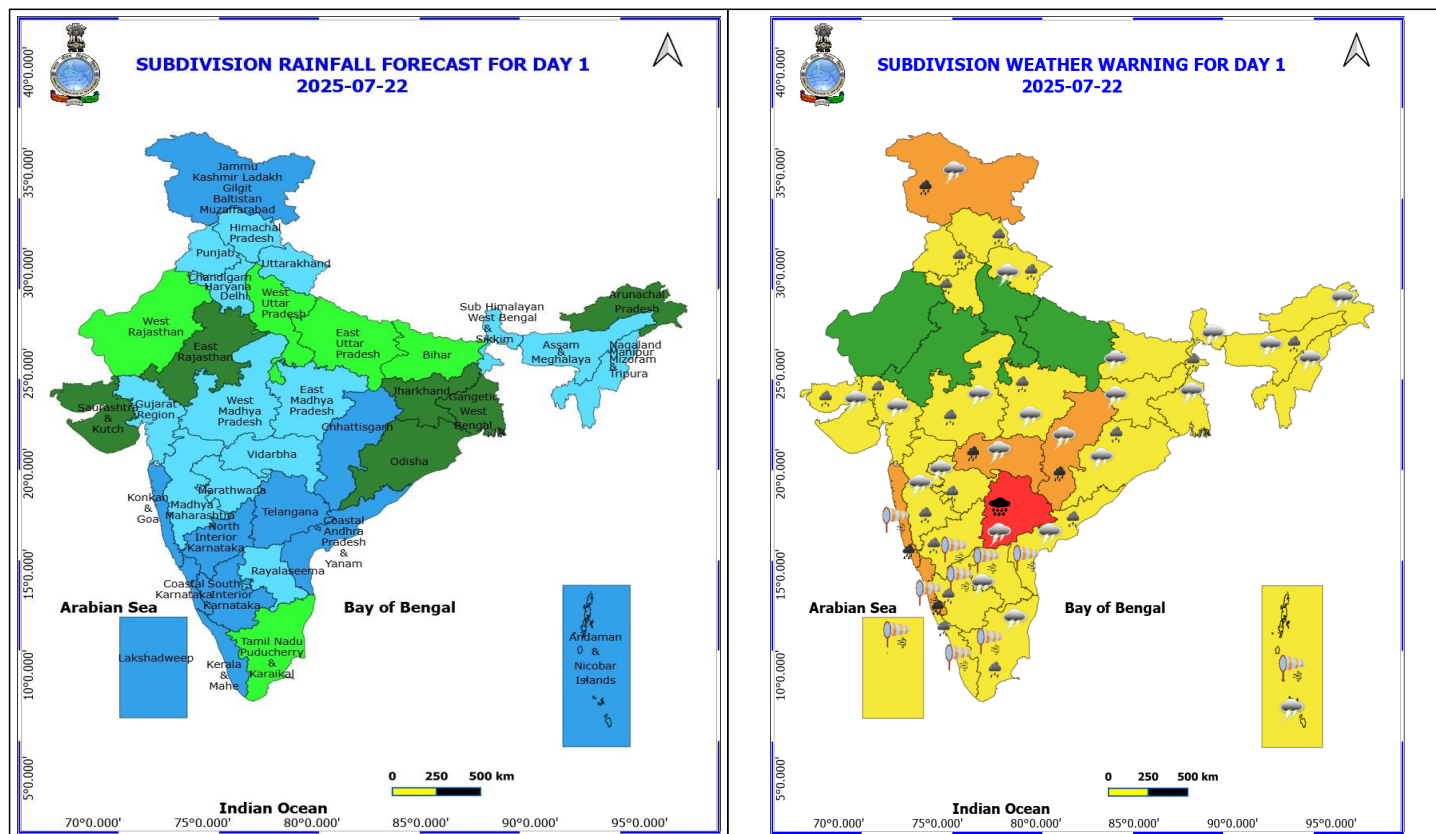 SUBDIVISION RAINFALL FORECAST FOR DAY 1
2025-07-22
40°0.000'
35°0.000'
30°0.000'
25°0.000'
20°0.000'
15°0.000'
10°0.000'
5°0.000'
Jammu
Kashmir Ladakh
Gilgit
Baltistan
Muzaffarabad
Himachal
Pradesh
Punjab
Uttarakhand
Chandigarh
Haryana
Delhi
West
Uttar
Pradesh
West
Rajasthan
East
Rajasthan
East
Uttar
Pradesh
Bihar
Sub Himalayan
West Bengal
&
Sikkim
Arunachal
Pradesh
Assam
&
Meghalaya
Nagaland
Manipur
Mizoram
&
Tripura
Saurashtra
&
Kutch
Gujarat
Region
West
Madhya
Pradesh
East
Madhya
Pradesh
Jharkhand
Gangetic
West
Bengal
Chhattisgarh
Odisha
Vidarbha
Konkan
&
Goa
Marathwada
Madhya
Maharashtra
Telangana
North
Interior
Karnataka
Coastal
Andhra
Pradesh
&
Yanam
Rayalaseema
Coastal
Karnataka
South
Interior
Karnataka
Arabian Sea
Bay of Bengal
Lakshadweep
Kerala
&
Mahe
Tamil Nadu
Puducherry
&
Karaikal
Andaman
&
Nicobar
Islands
0 250 500 km
Indian Ocean
70°0.000' 75°0.000' 80°0.000' 85°0.000' 90°0.000' 95°0.000'
SUBDIVISION WEATHER WARNING FOR DAY 1
2025-07-22
40°0.000'
35°0.000'
30°0.000'
25°0.000'
20°0.000'
15°0.000'
10°0.000'
5°0.000'
Arabian Sea
Bay of Bengal
0 250 500 km
Indian Ocean
70°0.000' 75°0.000' 80°0.000' 85°0.000' 90°0.000' 95°0.000'